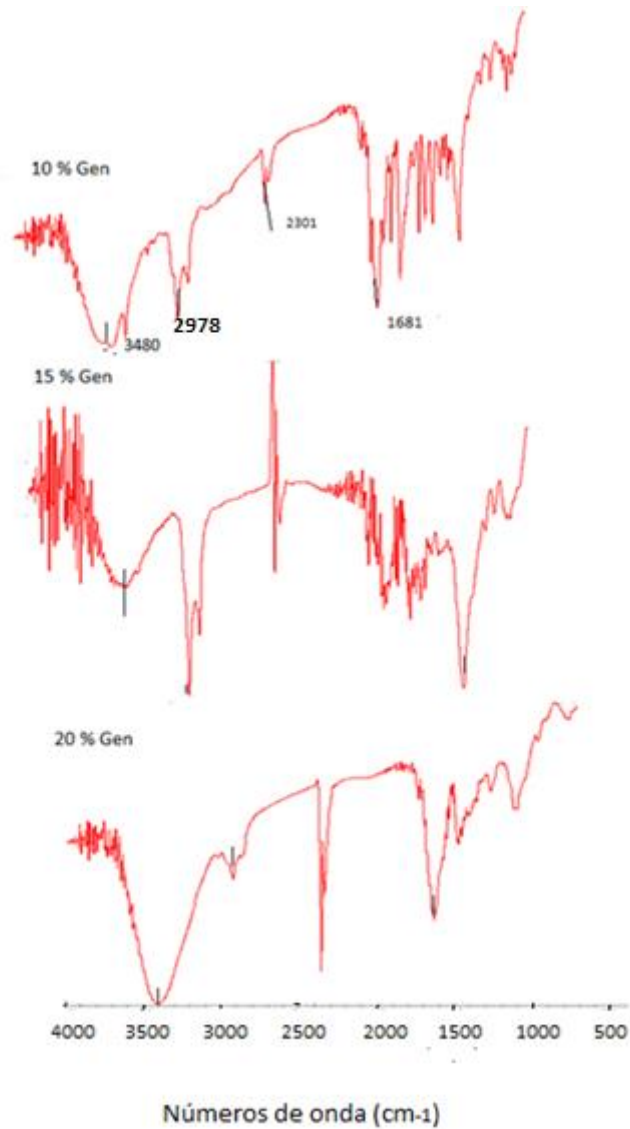 10 % Gen
2301
2978
3480
1681
15 % Gen
20 % Gen
4000 3500 3000 2500 2000 1500 1000 500
Números de onda (cm-1)